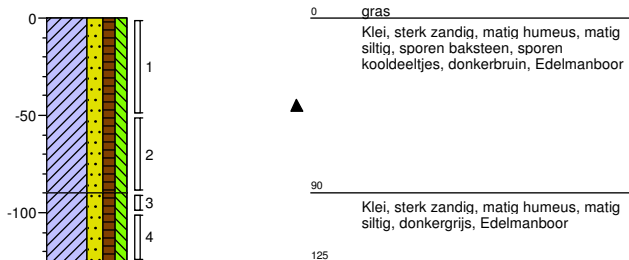 0
-50
-100
1
2
3
4
0 gras
Klei, sterk zandig, matig humeus, matig
siltig, sporen baksteen, sporen
kooldeeltjes, donkerbruin, Edelmanboor
90
Klei, sterk zandig, matig humeus, matig
siltig, donkergrijs, Edelmanboor
125